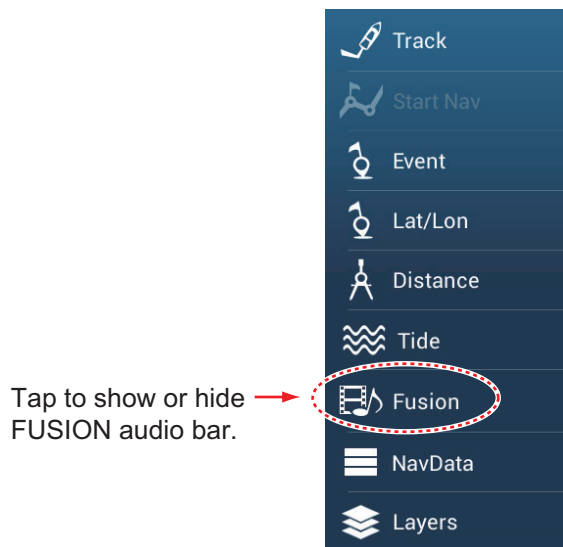 Track
Start Nav
Event
Lat/Lon
Distance
Tide
Tap to show or hide
FUSION audio bar.
Fusion
NavData
Layers